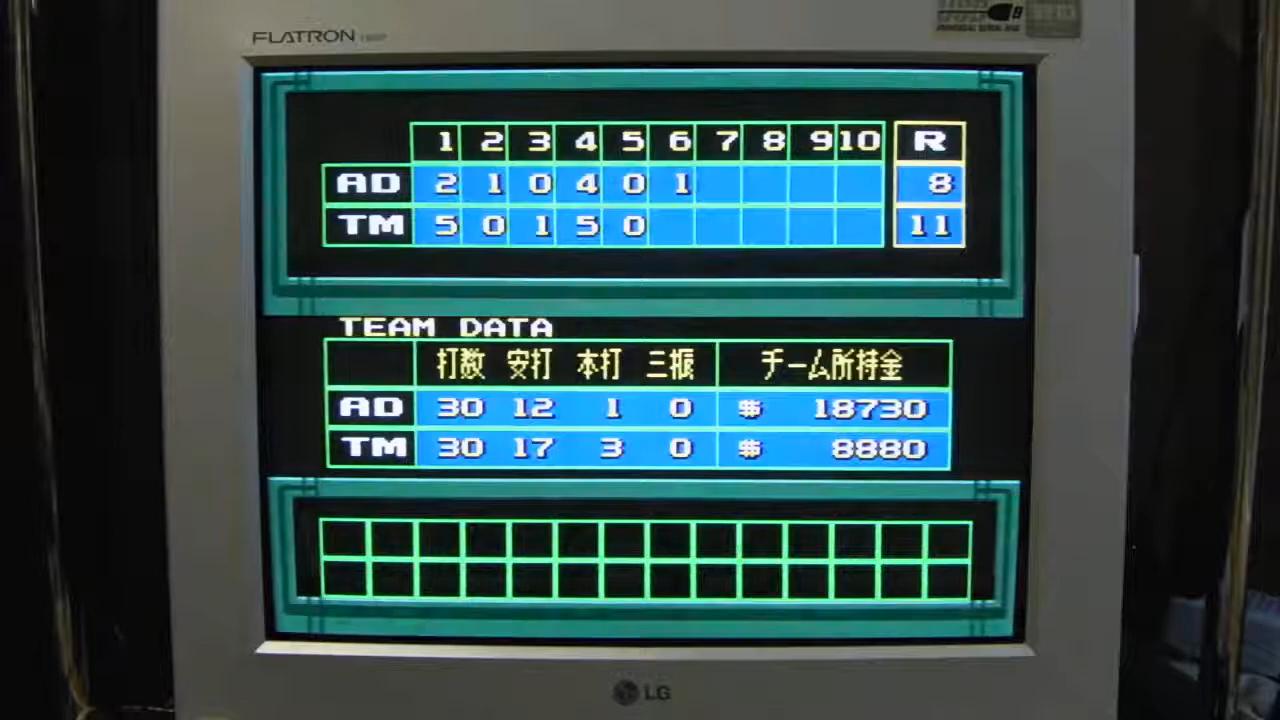 FLATRON
1 2 3 4 5 6 7 8 9 10 R
AD 2 1 0 4 0 1 8
TM 5 0 1 5 0 11
TEAM DATA
打数 安打 本打 三振 チーム所持金
AD 30 12 1 0 $ 18730
TM 30 17 3 0 $ 8880
LG